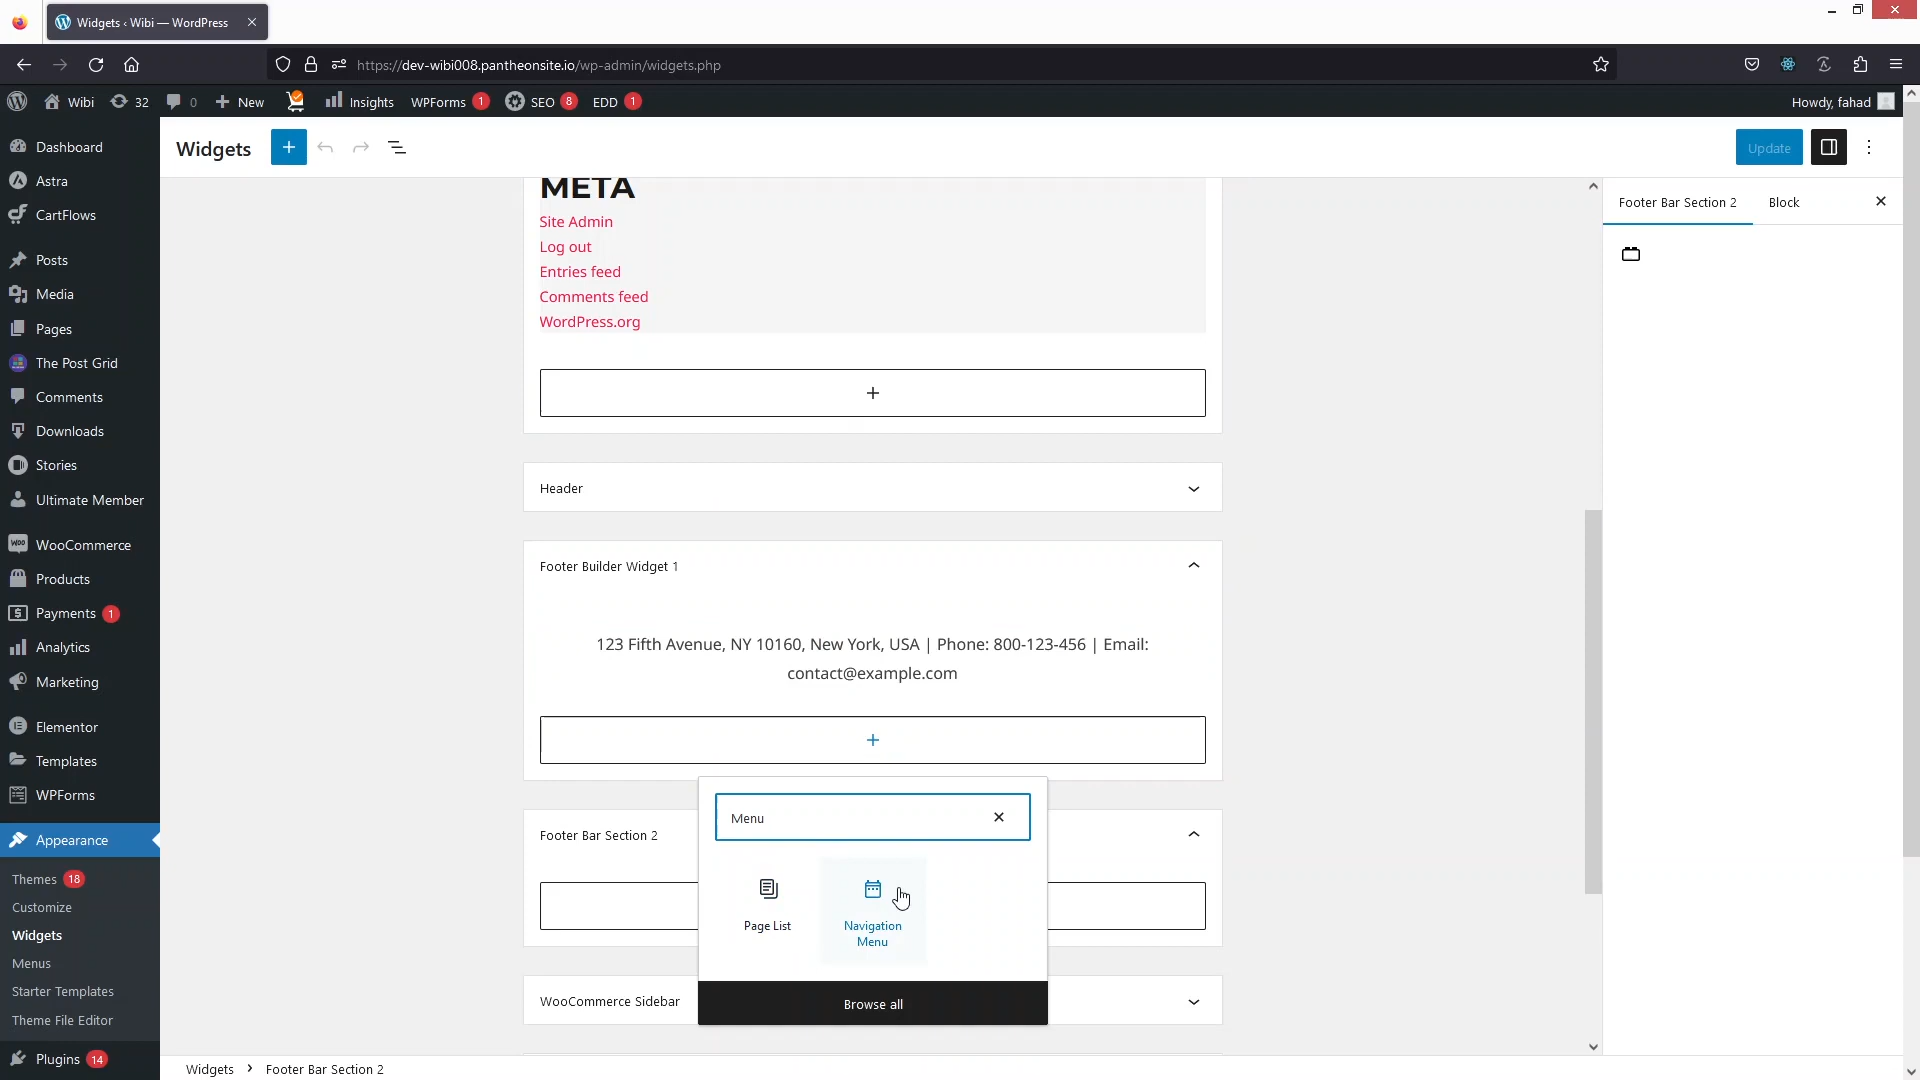 Widgets ‹ Wibi — WordPress
https://dev-wibi008.pantheonsite.io/wp-admin/widgets.php
Wibi 32 0 New Insights WPForms 1 SEO 8 EDD 1 Howdy, fahad
Dashboard
Astra
CartFlows
Posts
Media
Pages
The Post Grid
Comments
Downloads
Stories
Ultimate Member
WooCommerce
Products
Payments 1
Analytics
Marketing
Elementor
Templates
WPForms
Appearance
Themes 18
Customize
Widgets
Menus
Starter Templates
Theme File Editor
Plugins 14
Widgets
Update
META
Site Admin
Log out
Entries feed
Comments feed
WordPress.org
Header
Footer Builder Widget 1
123 Fifth Avenue, NY 10160, New York, USA | Phone: 800-123-456 | Email:
contact@example.com
Footer Bar Section 2
Menu
Page List
Navigation
Menu
Browse all
WooCommerce Sidebar
Footer Bar Section 2 Block
Widgets › Footer Bar Section 2